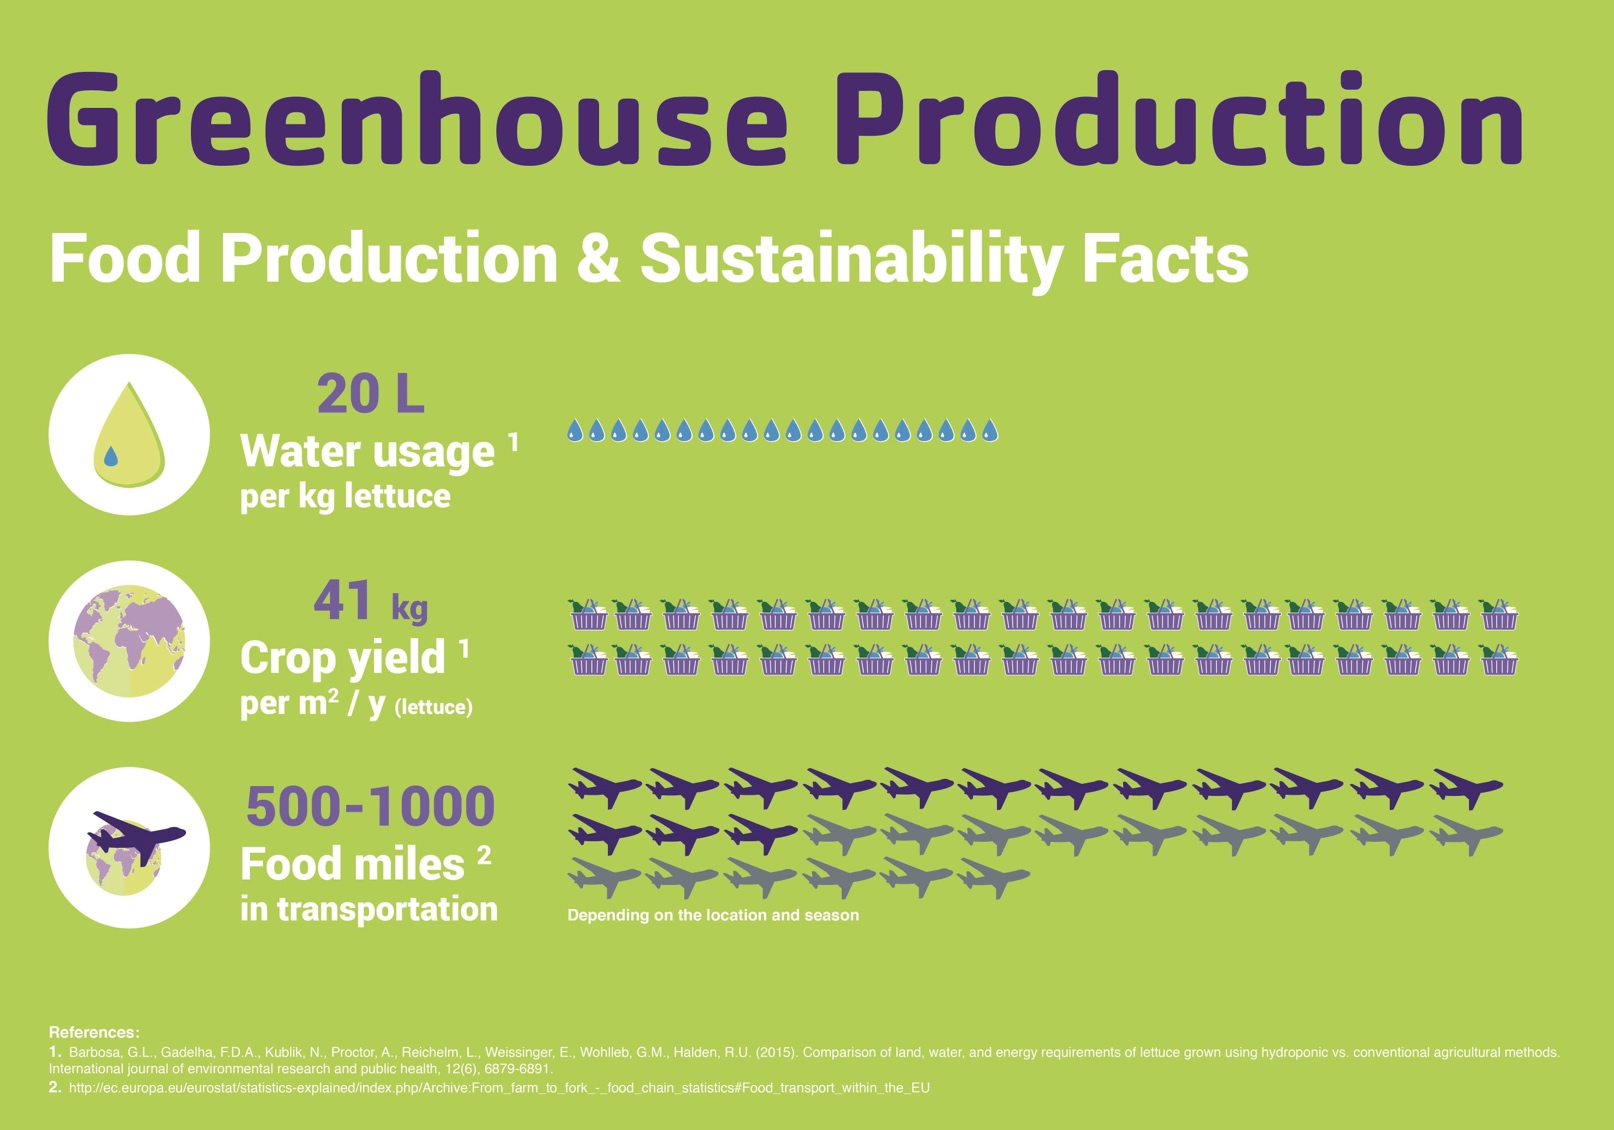 Greenhouse Production
Food Production & Sustainability Facts
20 L
Water usage ¹
per kg lettuce
41 kg
Crop yield ¹
per m² / y (lettuce)
500-1000
Food miles ²
in transportation
Depending on the location and season
References:
1. Barbosa, G.L., Gadelha, F.D.A., Kublik, N., Proctor, A., Reichelm, L., Weissinger, E., Wohlleb, G.M., Halden, R.U. (2015). Comparison of land, water, and energy requirements of lettuce grown using hydroponic vs. conventional agricultural methods.
International journal of environmental research and public health, 12(6), 6879-6891.
2. http://ec.europa.eu/eurostat/statistics-explained/index.php/Archive:From_farm_to_fork_-_food_chain_statistics#Food_transport_within_the_EU